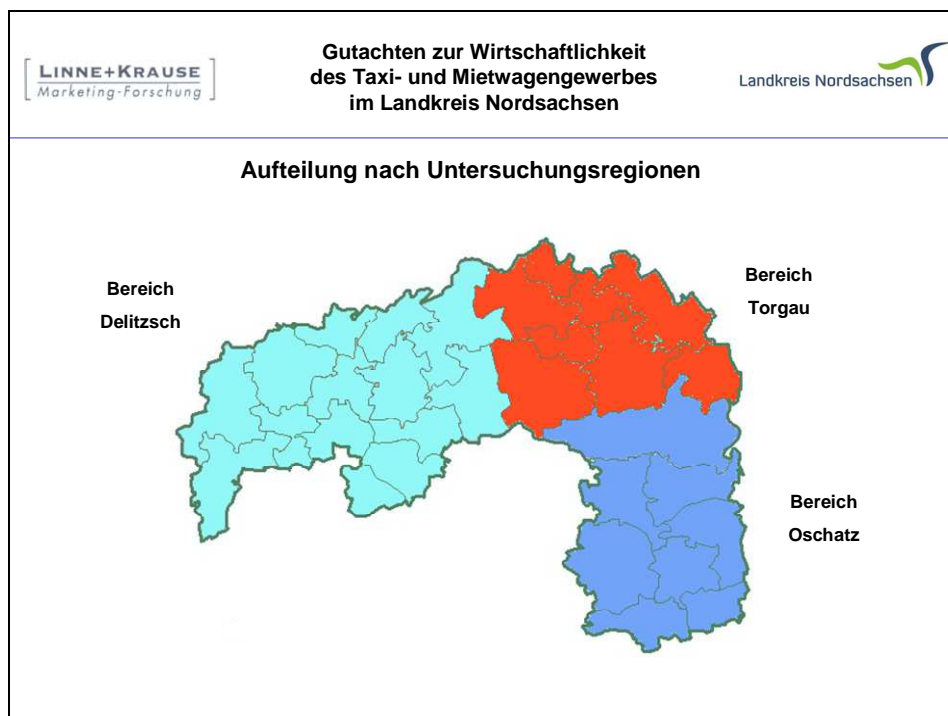 LINNE+KRAUSE
Marketing-Forschung
Gutachten zur Wirtschaftlichkeit
des Taxi- und Mietwagengewerbes
im Landkreis Nordsachsen
Landkreis Nordsachsen
Aufteilung nach Untersuchungsregionen
Bereich
Delitzsch
Bereich
Torgau
Bereich
Oschatz